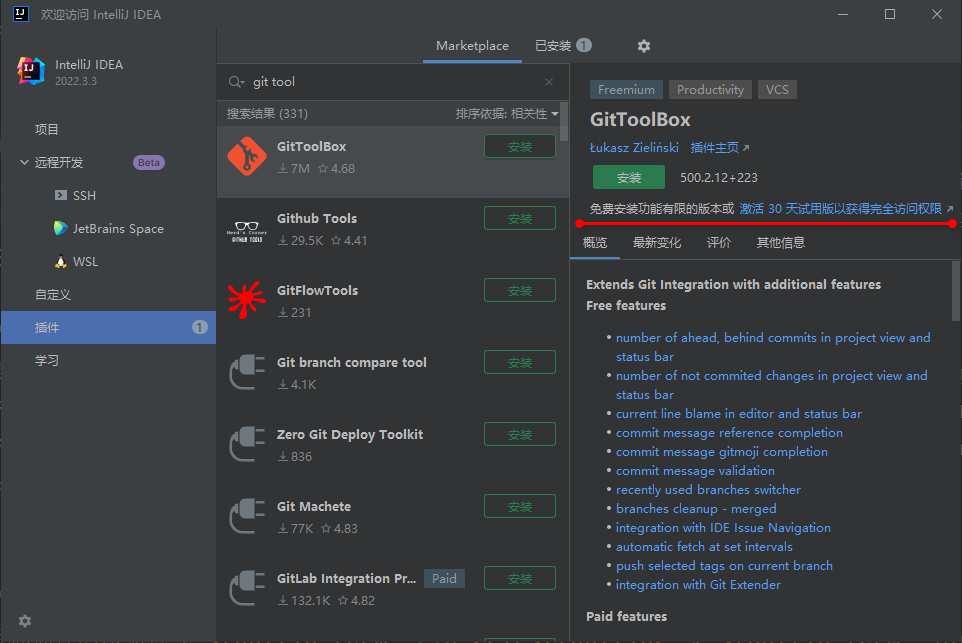 欢迎访问 IntelliJ IDEA
IntelliJ IDEA
2022.3.3
项目
远程开发 Beta
SSH
JetBrains Space
WSL
自定义
插件 1
学习
Marketplace 已安装 1
git tool
搜索结果 (331) 排序依据: 相关性
GitToolBox 安装
7M 4.68
Github Tools 安装
29.5K 4.41
GitFlowTools 安装
231
Git branch compare tool 安装
4.1K
Zero Git Deploy Toolkit 安装
836
Git Machete 安装
77K 4.83
GitLab Integration Pr... Paid 安装
132.1K 4.82
Freemium Productivity VCS
GitToolBox
Łukasz Zieliński 插件主页
安装 500.2.12+223
免费安装功能有限的版本或 激活 30 天试用版以获得完全访问权限
概览 最新变化 评价 其他信息
Extends Git Integration with additional features
Free features
• number of ahead, behind commits in project view and
status bar
• number of not commited changes in project view and
status bar
• current line blame in editor and status bar
• commit message reference completion
• commit message gitmoji completion
• commit message validation
• recently used branches switcher
• branches cleanup - merged
• integration with IDE Issue Navigation
• automatic fetch at set intervals
• push selected tags on current branch
• integration with Git Extender
Paid features